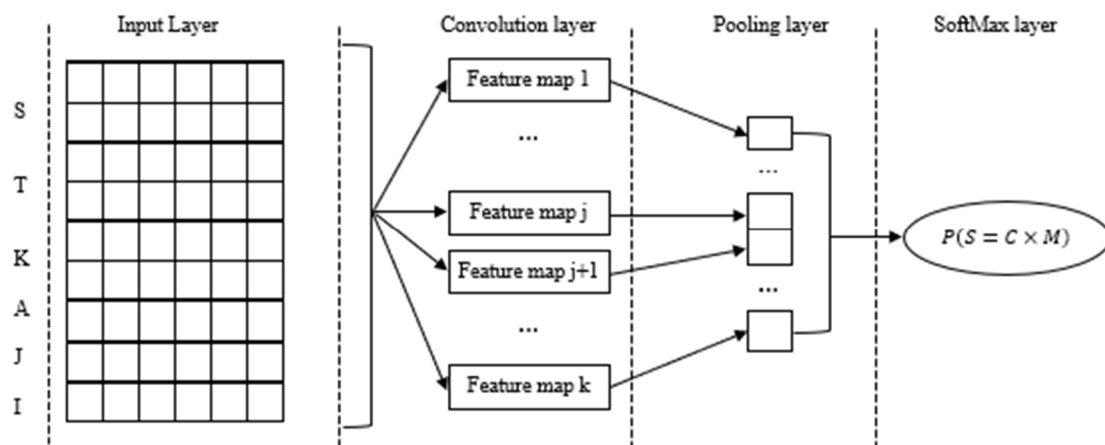 Input Layer
Convolution layer
Pooling layer
SoftMax layer
S
T
K
A
J
I
Feature map 1
...
Feature map j
Feature map j+1
...
Feature map k
...
...
P(S = C × M)